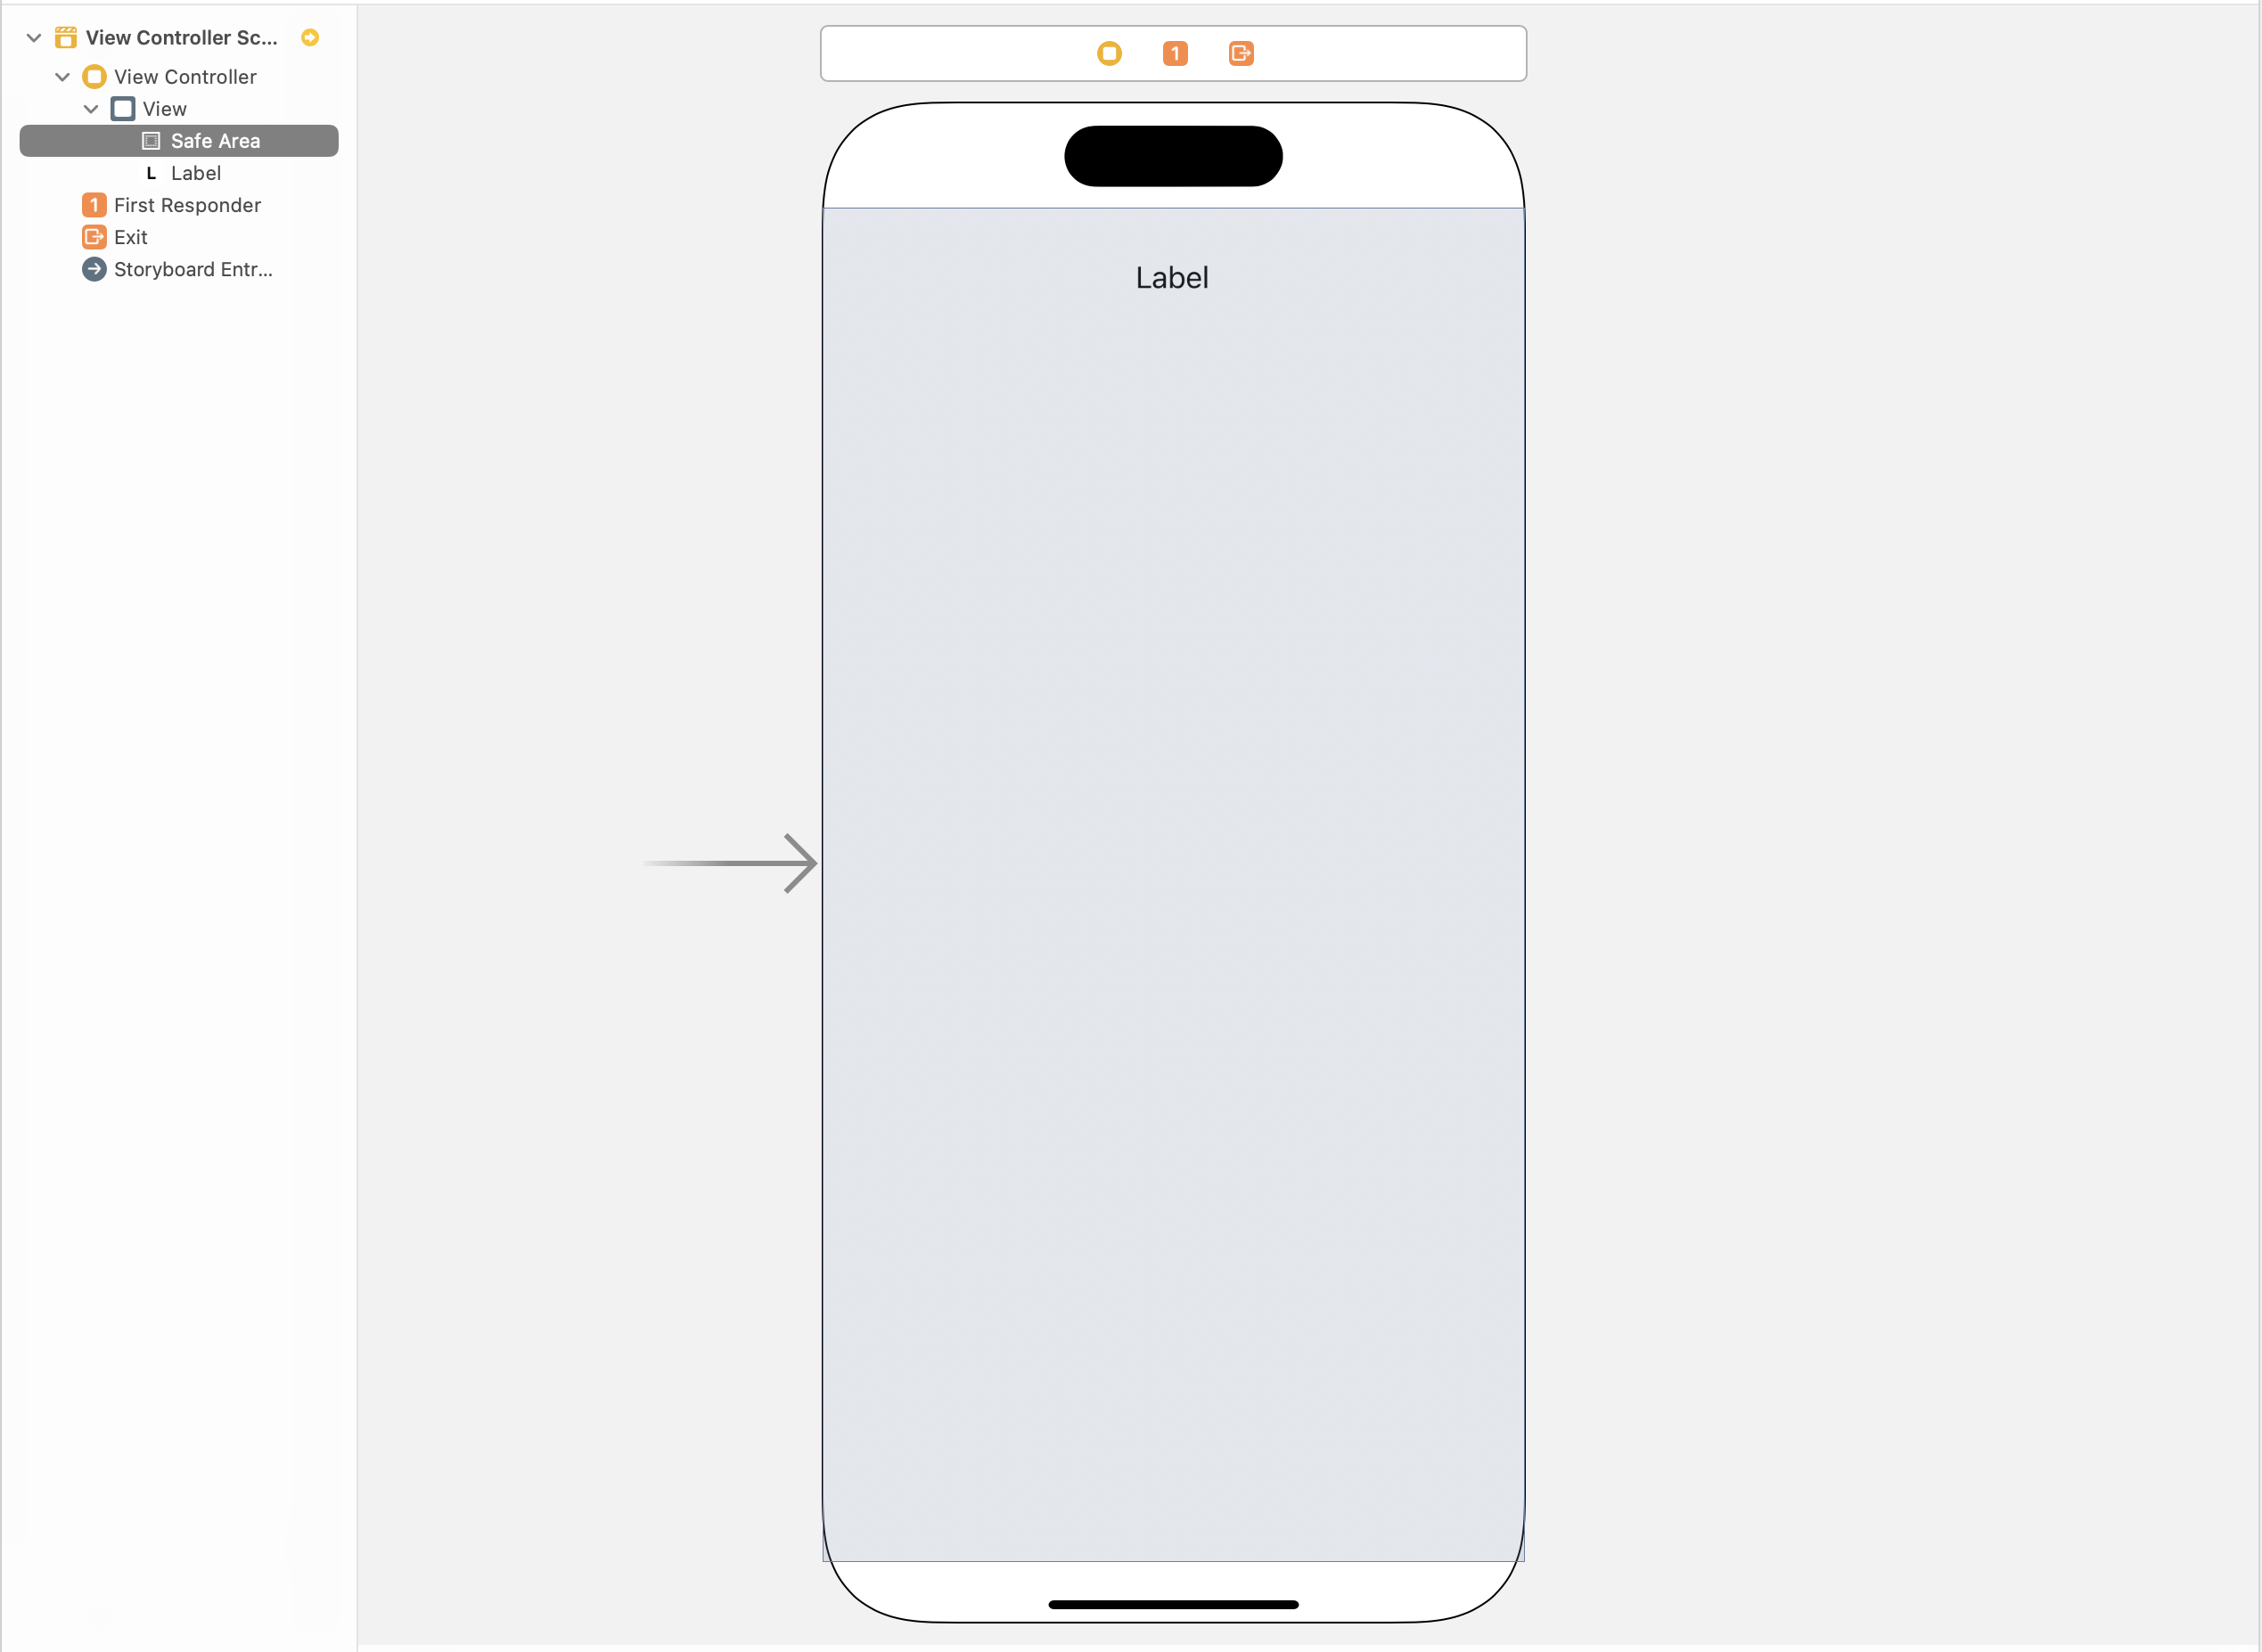 View Controller Sc...
View Controller
View
Safe Area
L Label
1 First Responder
Exit
Storyboard Entr...
1
Label